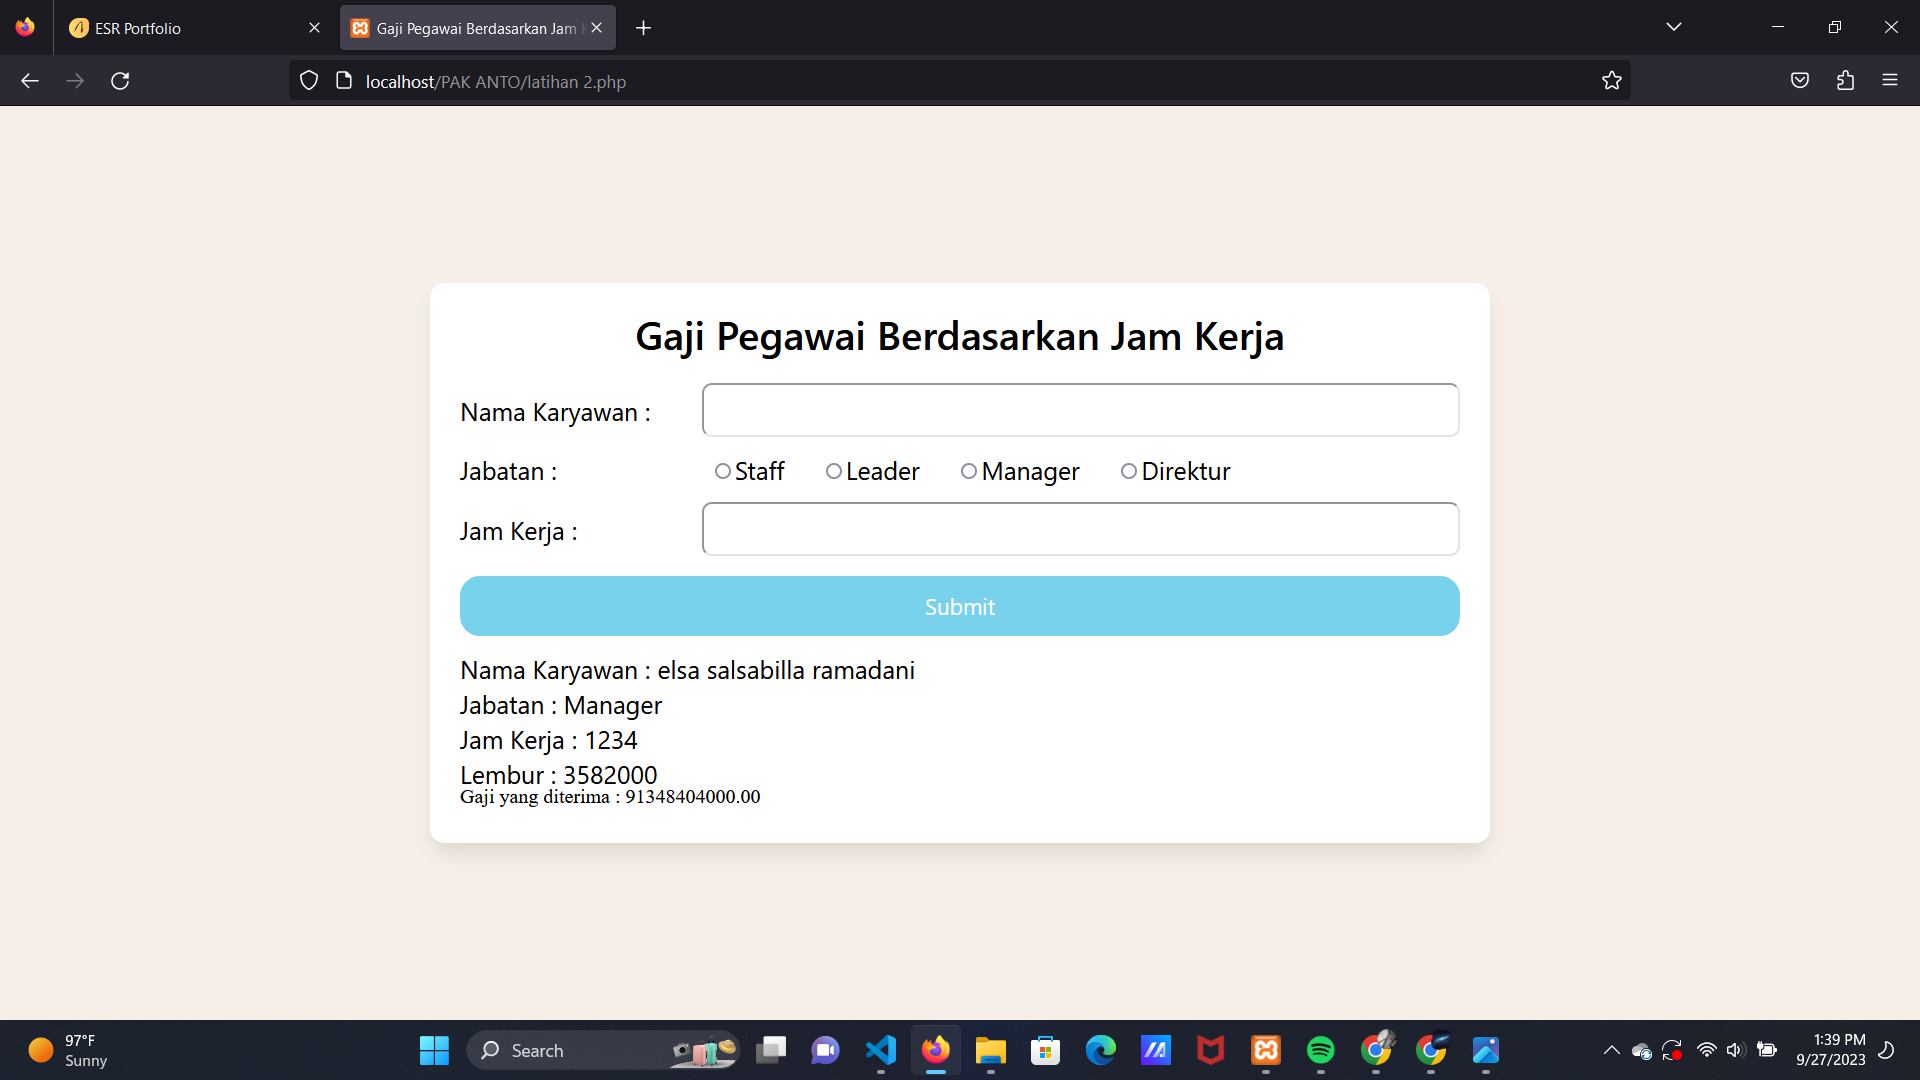 ESR Portfolio
Gaji Pegawai Berdasarkan Jam
localhost/PAK ANTO/latihan 2.php
Gaji Pegawai Berdasarkan Jam Kerja
Nama Karyawan :
Jabatan : Staff Leader Manager Direktur
Jam Kerja :
Submit
Nama Karyawan : elsa salsabilla ramadani
Jabatan : Manager
Jam Kerja : 1234
Lembur : 3582000
Gaji yang diterima : 91348404000.00
97°F
Sunny
Search
1:39 PM
9/27/2023